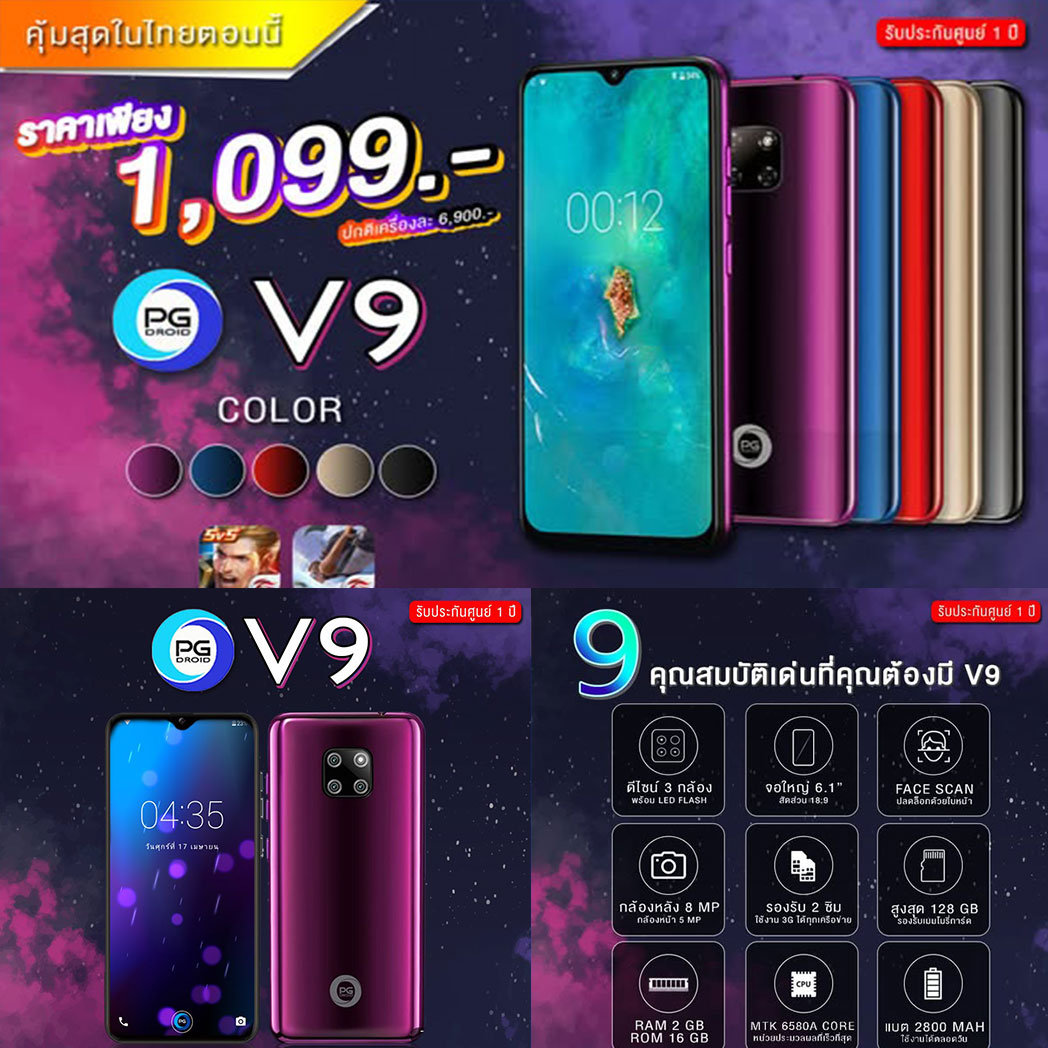 คุ้มสุดในไทยตอนนี้
รับประกันศูนย์ 1 ปี
ราคาเพียง
1,099.-
ปกติเครื่องละ 6,900.-
94%
00:12
PG
DROID
V9
COLOR
PG
5v5
PG
DROID
V9
รับประกันศูนย์ 1 ปี
23%
04:35
วันศุกร์ที่ 17 เมษายน
PG
PG
รับประกันศูนย์ 1 ปี
9 คุณสมบัติเด่นที่คุณต้องมี V9
ดีไซน์ 3 กล้อง
พร้อม LED FLASH
จอใหญ่ 6.1"
สัดส่วน 18:9
FACE SCAN
ปลดล็อกด้วยใบหน้า
กล้องหลัง 8 MP
กล้องหน้า 5 MP
รองรับ 2 ซิม
ใช้งาน 3G ได้ทุกเครือข่าย
สูงสุด 128 GB
รองรับเมมโมรี่การ์ด
RAM 2 GB
ROM 16 GB
CPU
MTK 6580A CORE
หน่วยประมวลผลที่เร็วที่สุด
แบต 2800 MAH
ใช้งานได้ตลอดวัน